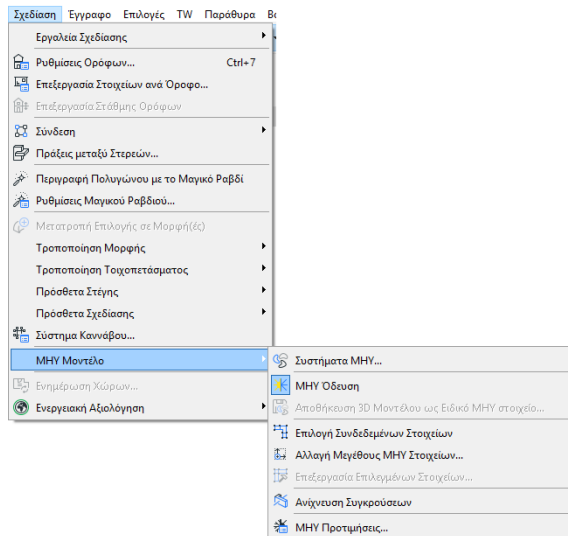 Σχεδίαση Έγγραφο Επιλογές TW Παράθυρα
Εργαλεία Σχεδίασης
Ρυθμίσεις Ορόφων... Ctrl+7
Επεξεργασία Στοιχείων ανά Όροφο...
Επεξεργασία Στάθμης Ορόφων
Σύνδεση
Πράξεις μεταξύ Στερεών...
Περιγραφή Πολυγώνου με το Μαγικό Ραβδί
Ρυθμίσεις Μαγικού Ραβδιού...
Μετατροπή Επιλογής σε Μορφή(ές)
Τροποποίηση Μορφής
Τροποποίηση Τοιχοπετάσματος
Πρόσθετα Στέγης
Πρόσθετα Σχεδίασης
Σύστημα Καννάβου...
ΜΗΥ Μοντέλο
Συστήματα ΜΗΥ...
Ενημέρωση Χώρων...
ΜΗΥ Όδευση
Ενεργειακή Αξιολόγηση
Αποθήκευση 3D Μοντέλου ως Ειδικό ΜΗΥ στοιχείο...
Επιλογή Συνδεδεμένων Στοιχείων
Αλλαγή Μεγέθους ΜΗΥ Στοιχείων...
Επεξεργασία Επιλεγμένων Στοιχείων...
Ανίχνευση Συγκρούσεων
ΜΗΥ Προτιμήσεις...